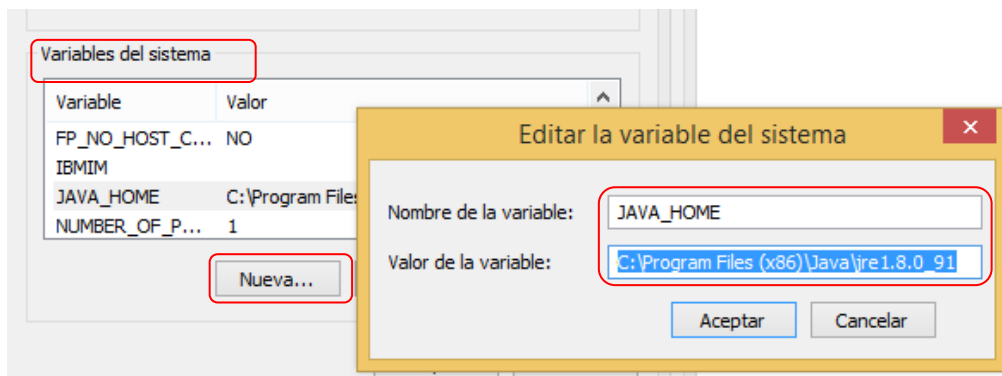 Variables del sistema
Variable Valor
FP_NO_HOST_C... NO
IBMIM
JAVA_HOME C:\Program Files
NUMBER_OF_P... 1
Nueva...
Editar la variable del sistema
Nombre de la variable: JAVA_HOME
Valor de la variable: C:\Program Files (x86)\Java\jre1.8.0_91
Aceptar Cancelar